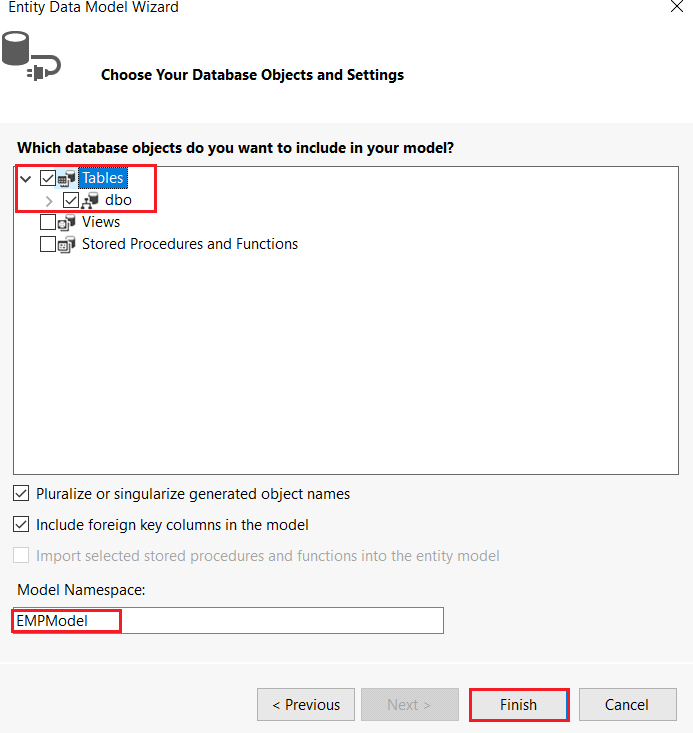 Entity Data Model Wizard
Choose Your Database Objects and Settings
Which database objects do you want to include in your model?
Tables
dbo
Views
Stored Procedures and Functions
Pluralize or singularize generated object names
Include foreign key columns in the model
Import selected stored procedures and functions into the entity model
Model Namespace:
EMPModel
< Previous Next > Finish Cancel